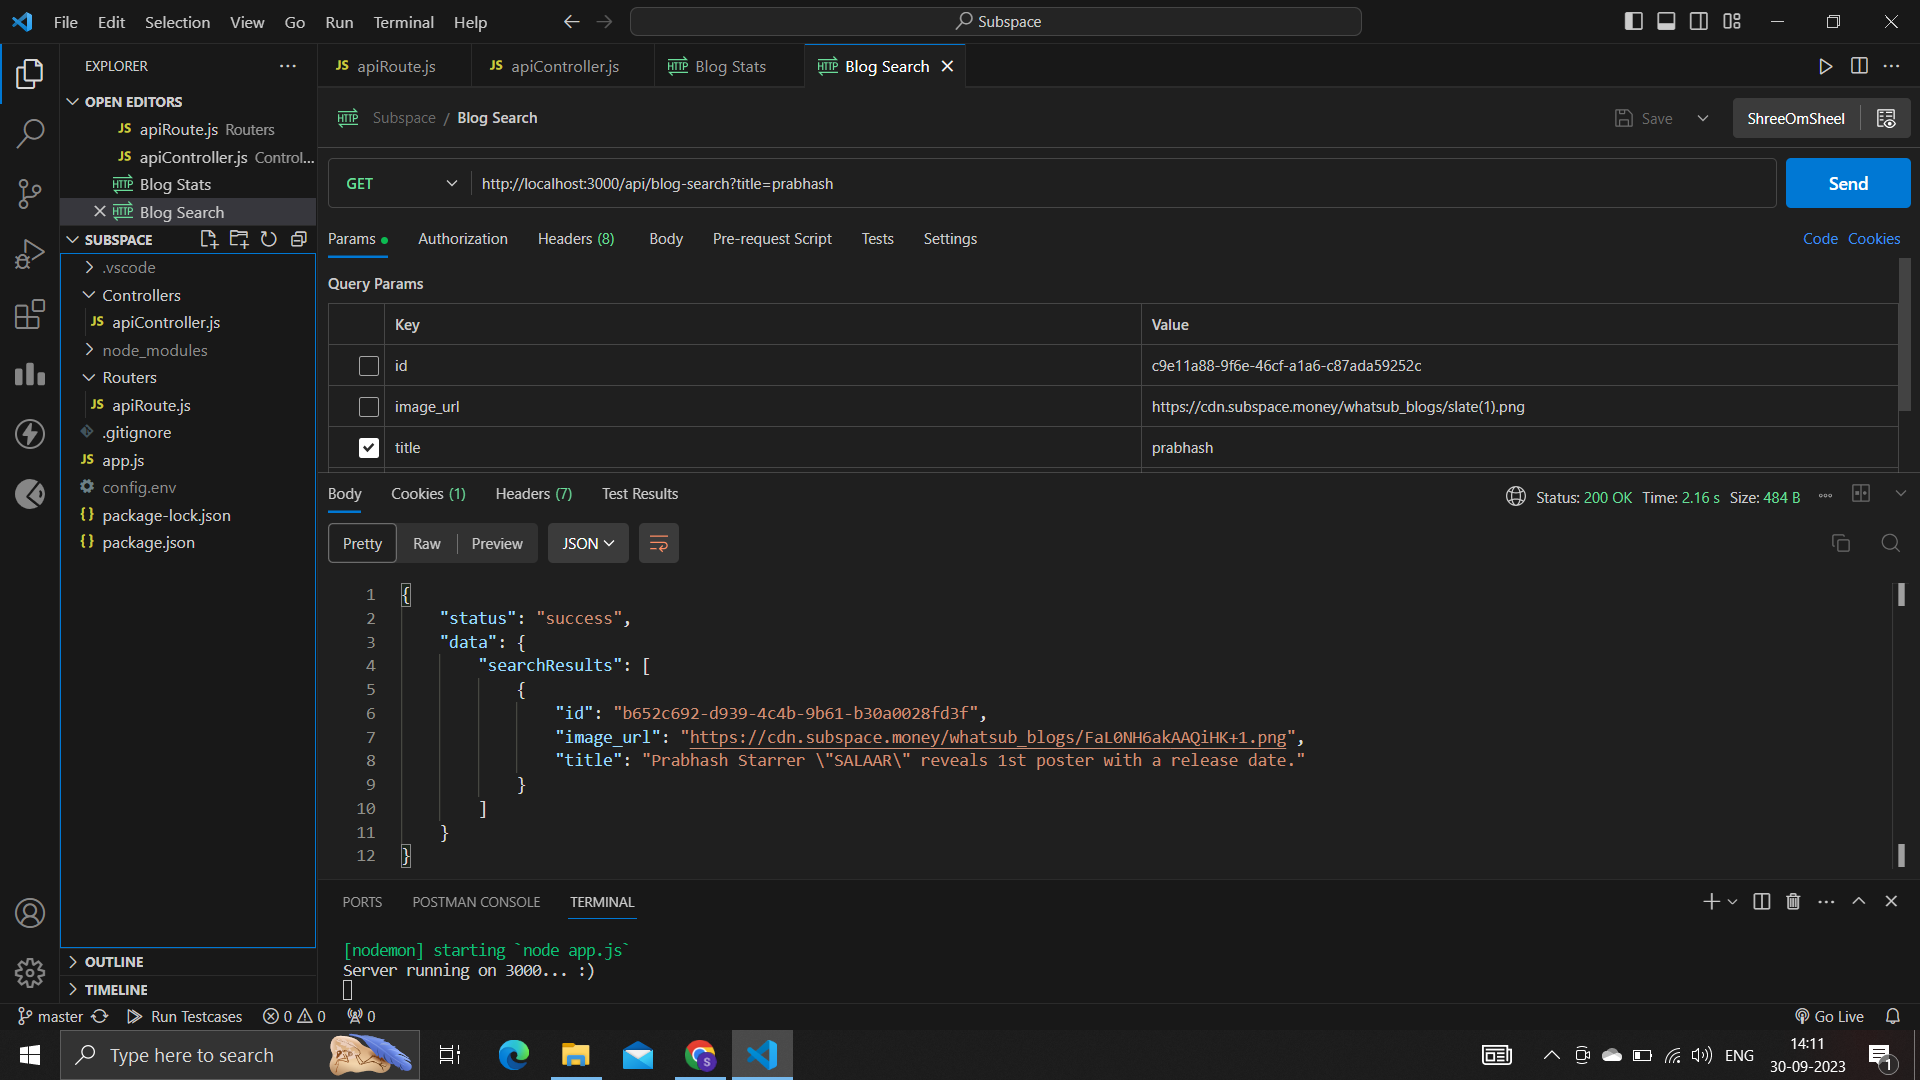 File Edit Selection View Go Run Terminal Help
Subspace
EXPLORER
JS apiRoute.js
JS apiController.js
HTTP Blog Stats
HTTP Blog Search
OPEN EDITORS
JS apiRoute.js Routers
JS apiController.js Control...
HTTP Blog Stats
HTTP Blog Search
SUBSPACE
.vscode
Controllers
JS apiController.js
node_modules
Routers
JS apiRoute.js
.gitignore
JS app.js
config.env
{} package-lock.json
{} package.json
OUTLINE
TIMELINE
HTTP Subspace / Blog Search
Save
ShreeOmSheel
GET http://localhost:3000/api/blog-search?title=prabhash
Send
Params Authorization Headers (8) Body Pre-request Script Tests Settings
Code Cookies
Query Params
Key Value
id c9e11a88-9f6e-46cf-a1a6-c87ada59252c
image_url https://cdn.subspace.money/whatsub_blogs/slate(1).png
title prabhash
Body Cookies (1) Headers (7) Test Results
Status: 200 OK Time: 2.16 s Size: 484 B
Pretty Raw Preview JSON
1 {
2 "status": "success",
3 "data": {
4 "searchResults": [
5 {
6 "id": "b652c692-d939-4c4b-9b61-b30a0028fd3f",
7 "image_url": "https://cdn.subspace.money/whatsub_blogs/FaL0NH6akAAQiHK+1.png",
8 "title": "Prabhash Starrer \"SALAAR\" reveals 1st poster with a release date."
9 }
10 ]
11 }
12 }
PORTS POSTMAN CONSOLE TERMINAL
[nodemon] starting `node app.js`
Server running on 3000... :)
master Run Testcases 0 0 0
Go Live
Type here to search
S
ENG
14:11
30-09-2023
1